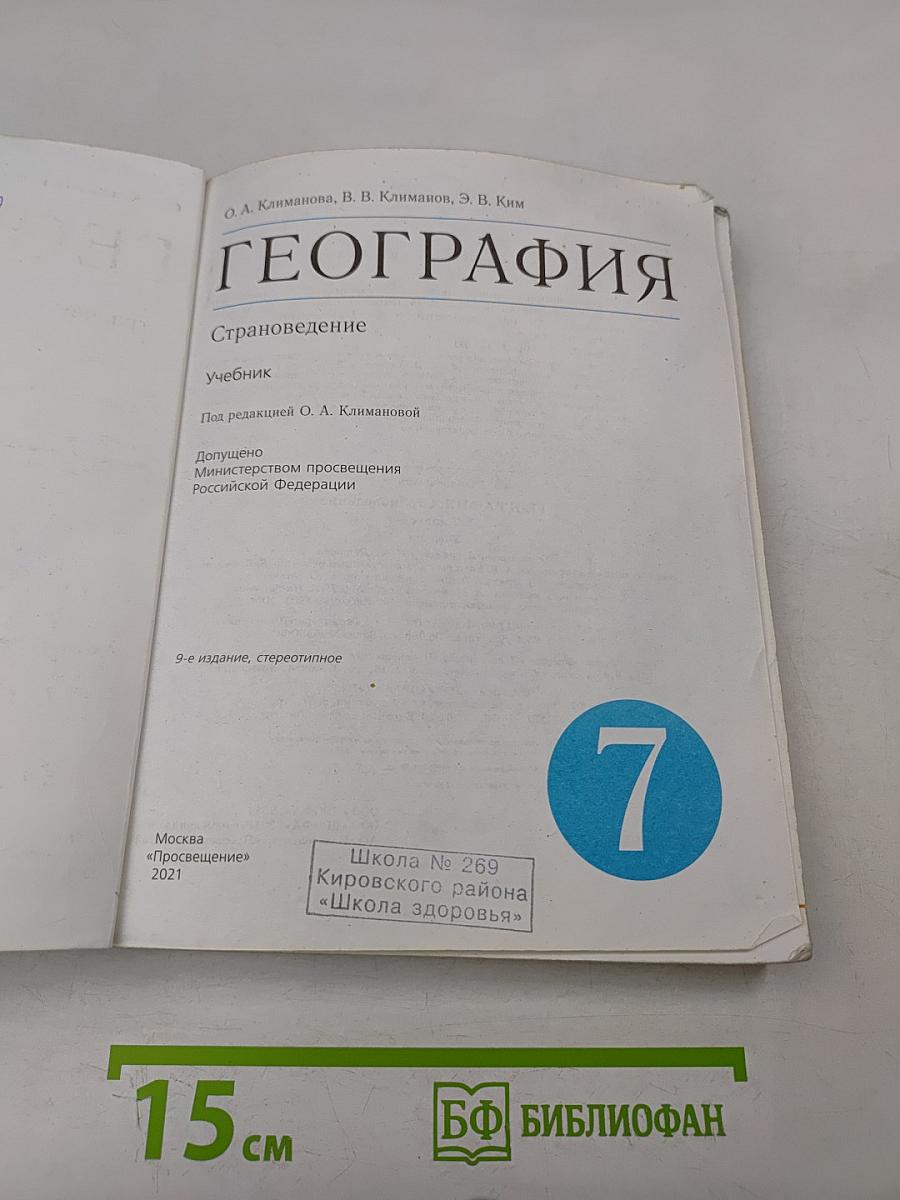 О. А. Климанова, В. В. Климанов, Э. В. Ким
ГЕОГРАФИЯ
Страноведение
Учебник
Под редакцией О. А. Климановой
Допущено
Министерством просвещения
Российской Федерации
9-е издание, стереотипное
7
Москва
«Просвещение»
2021
Школа № 269
Кировского района
«Школа здоровья»
15 см
БФ БИБЛИОФАН